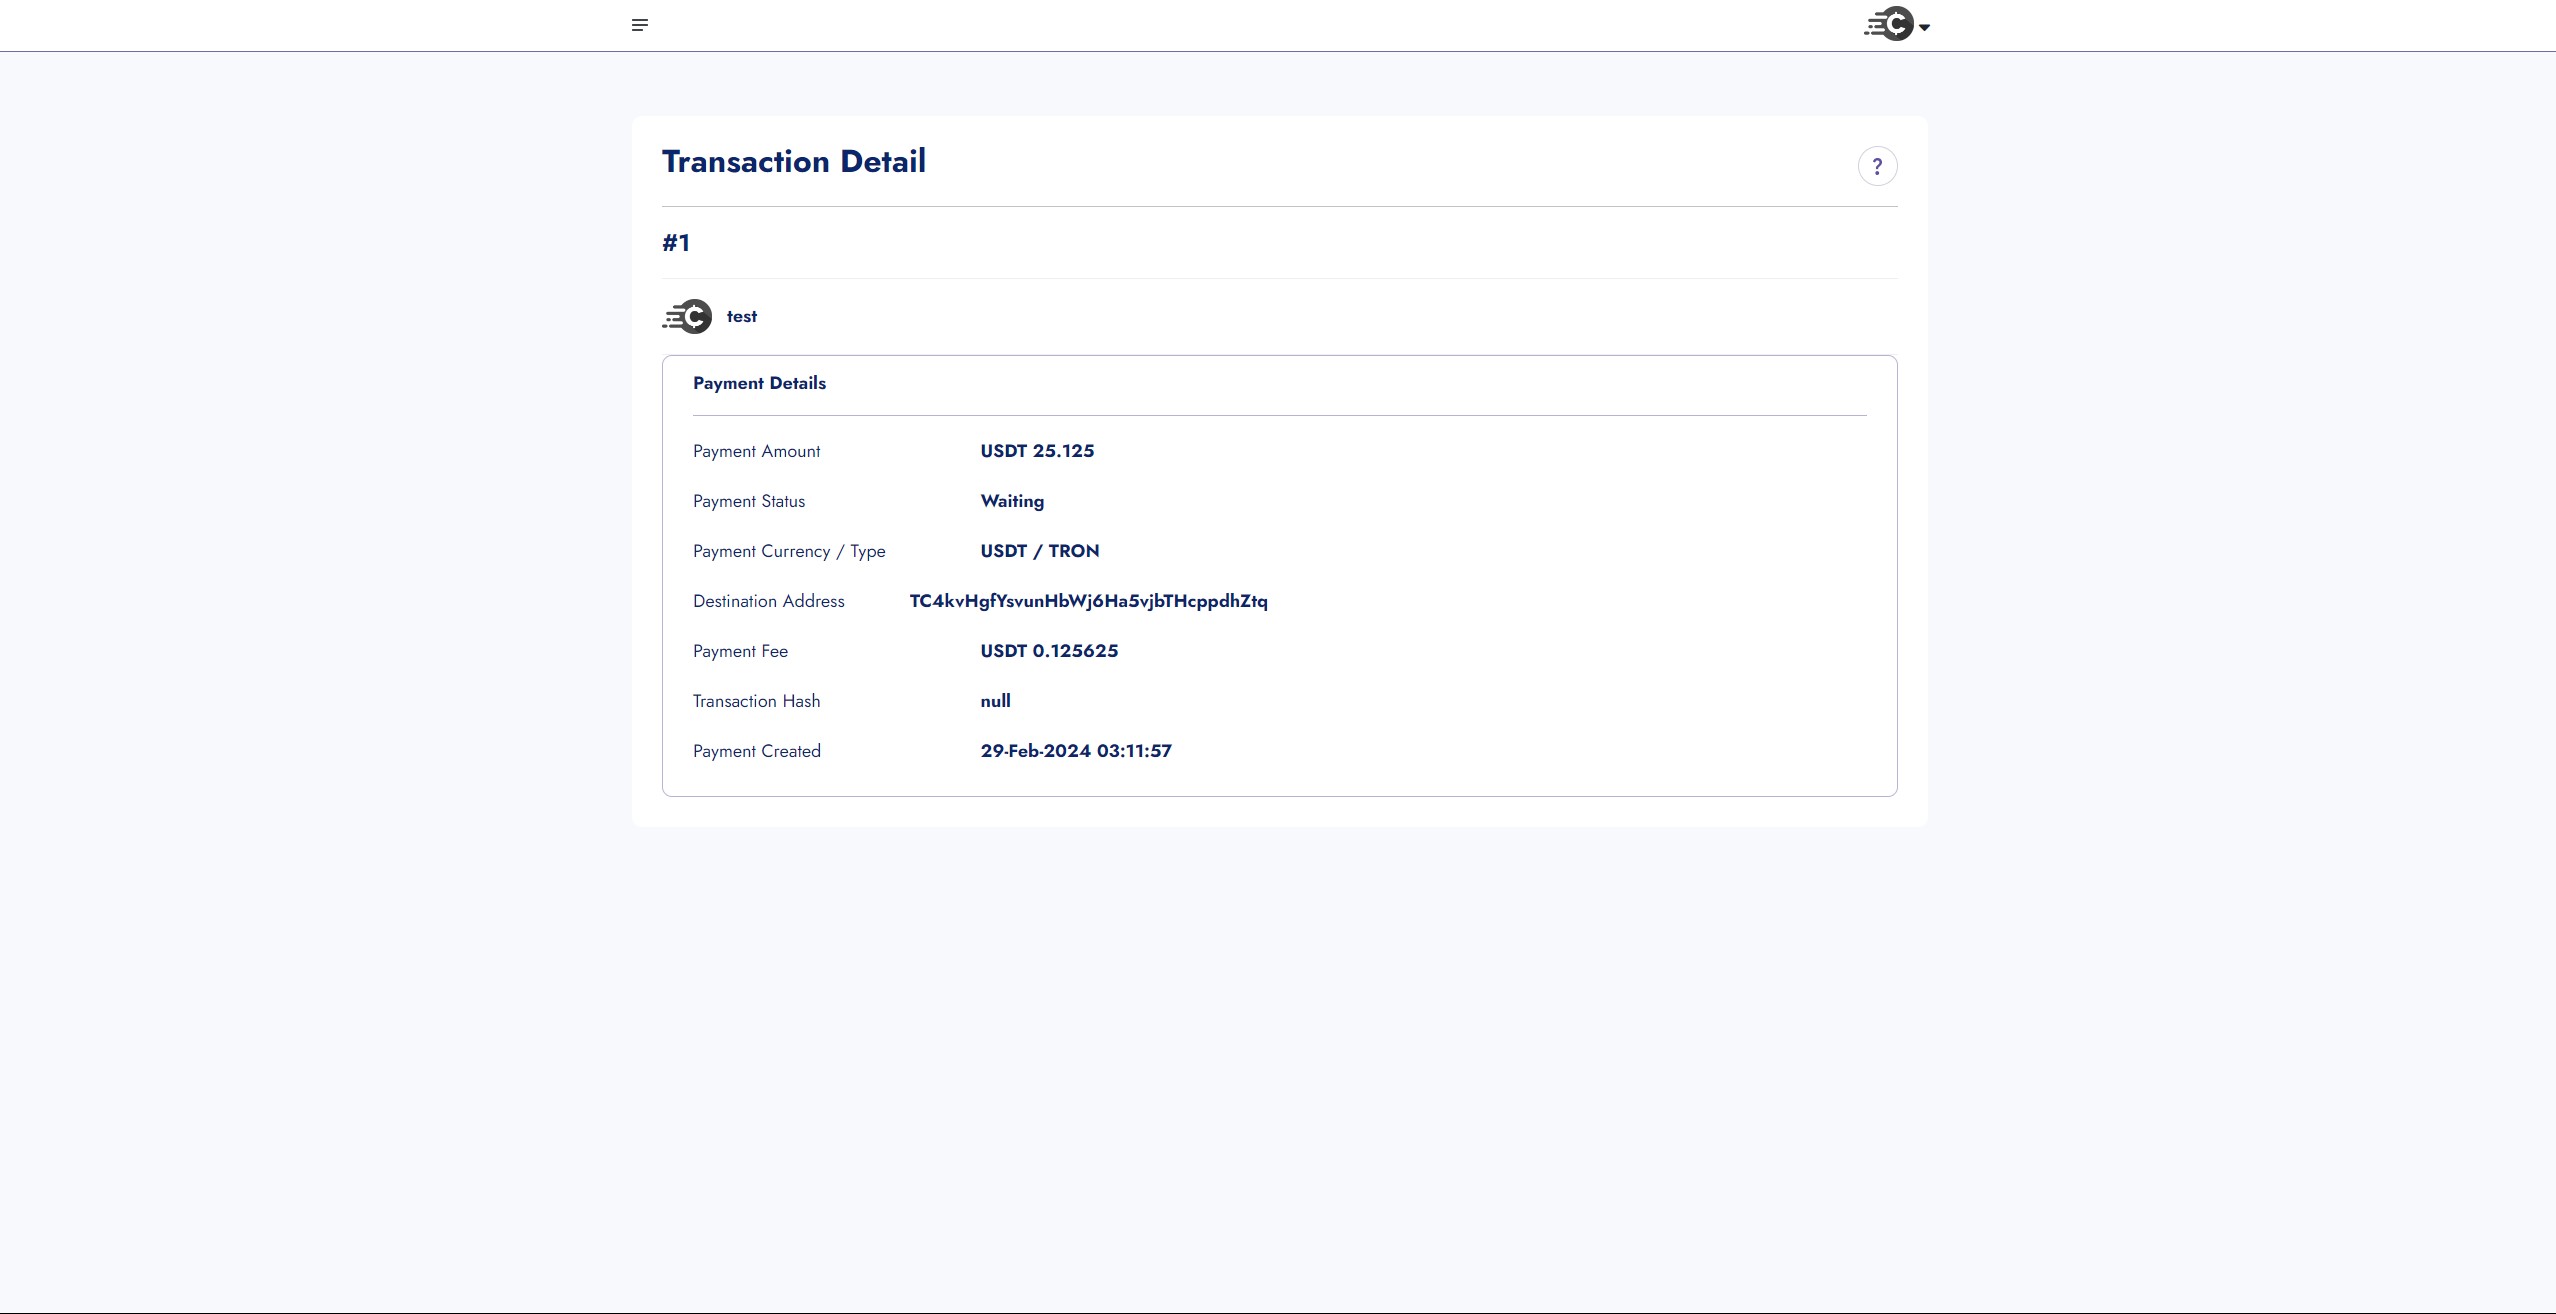 Transaction Detail
?
#1
test
Payment Details
Payment Amount USDT 25.125
Payment Status Waiting
Payment Currency / Type USDT / TRON
Destination Address TC4kvHgfYsvunHbWj6Ha5vjbTHcppdhZtq
Payment Fee USDT 0.125625
Transaction Hash null
Payment Created 29-Feb-2024 03:11:57